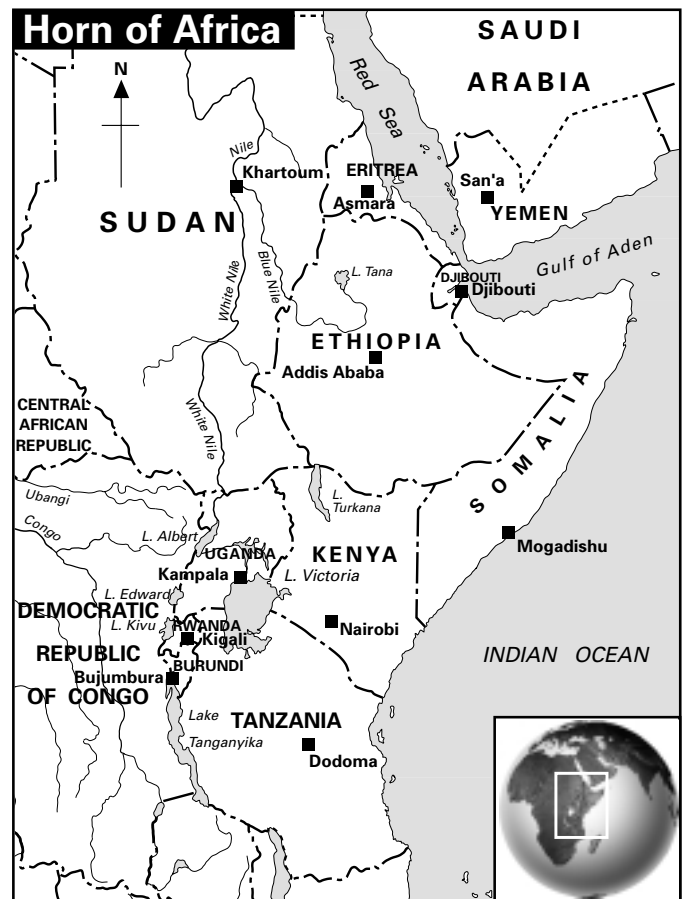 Horn of Africa
SAUDI
ARABIA
N
Red Sea
Nile
Khartoum
ERITREA
Asmara
San'a
YEMEN
SUDAN
White Nile
Blue Nile
L. Tana
DJIBOUTI
Djibouti
Gulf of Aden
ETHIOPIA
Addis Ababa
CENTRAL
AFRICAN
REPUBLIC
White Nile
SOMALIA
Ubangi
Congo
L. Albert
L.
Turkana
UGANDA
KENYA
Mogadishu
Kampala
L. Victoria
L. Edward
DEMOCRATIC
L. Kivu
RWANDA
Kigali
Nairobi
REPUBLIC
BURUNDI
INDIAN OCEAN
Bujumbura
OF CONGO
Lake
Tanganyika
TANZANIA
Dodoma